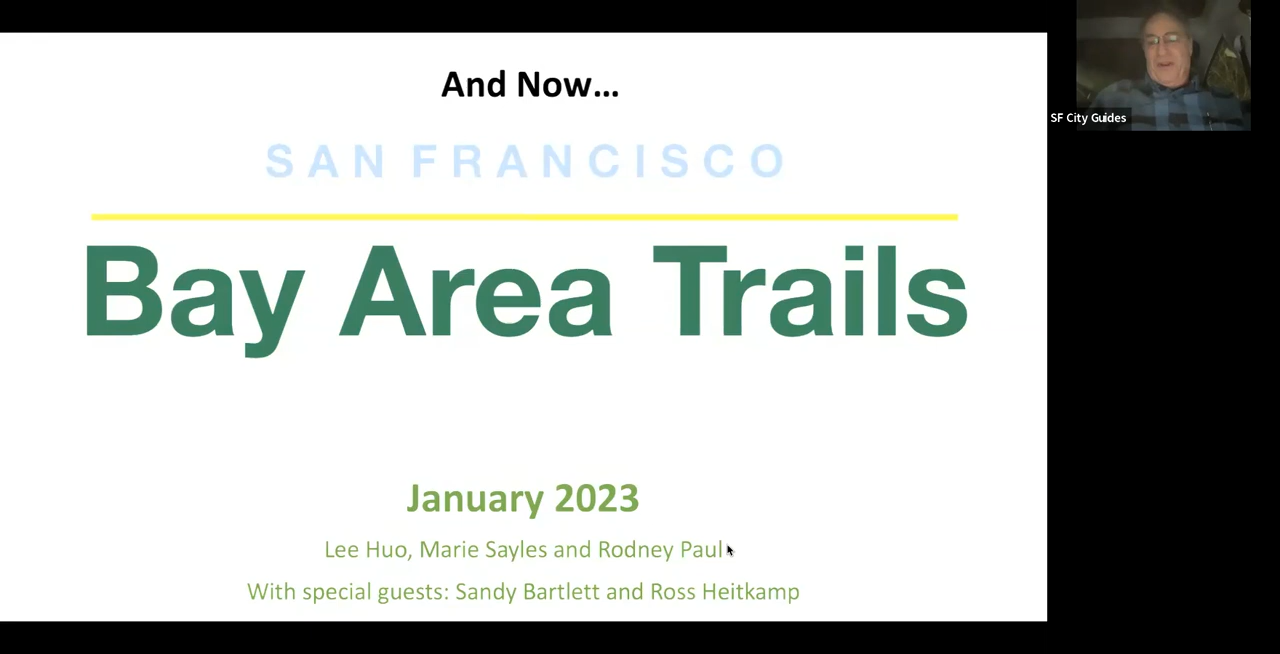 And Now...
SAN FRANCISCO
Bay Area Trails
January 2023
Lee Huo, Marie Sayles and Rodney Paul
With special guests: Sandy Bartlett and Ross Heitkamp
SF City Guides